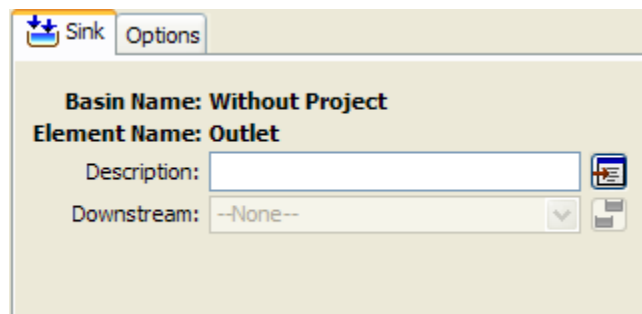 Sink Options
Basin Name: Without Project
Element Name: Outlet
Description:
Downstream: --None--